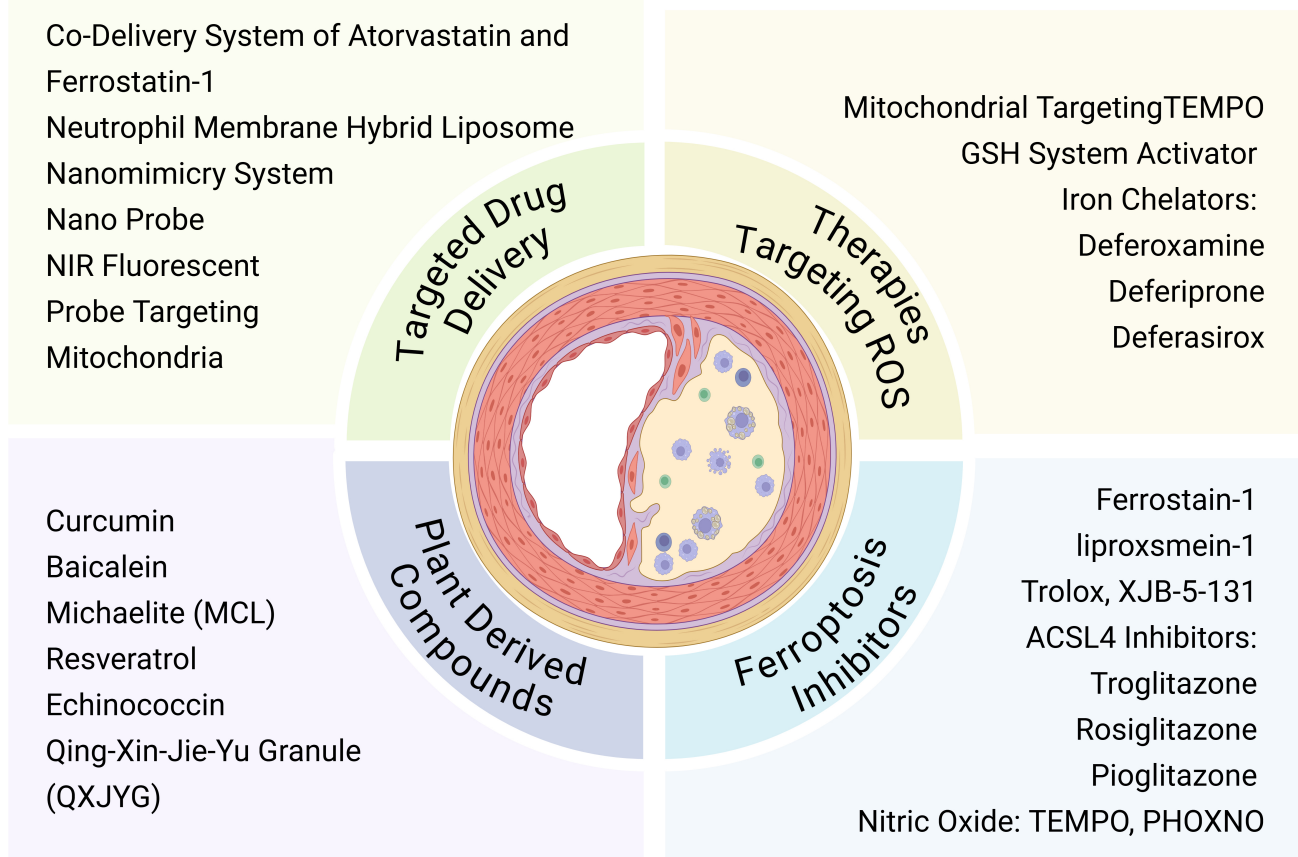 Co-Delivery System of Atorvastatin and
Ferrostatin-1
Neutrophil Membrane Hybrid Liposome
Nanomimicry System
Nano Probe
NIR Fluorescent
Probe Targeting
Mitochondria
Targeted Drug
Delivery
Mitochondrial TargetingTEMPO
GSH System Activator
Iron Chelators:
Deferoxamine
Deferiprone
Deferasirox
Therapies
Targeting ROS
Curcumin
Baicalein
Michaelite (MCL)
Resveratrol
Echinococcin
Qing-Xin-Jie-Yu Granule
(QXJYG)
Plant Derived
Compounds
Ferrostain-1
liproxsmein-1
Trolox, XJB-5-131
ACSL4 Inhibitors:
Troglitazone
Rosiglitazone
Pioglitazone
Nitric Oxide: TEMPO, PHOXNO
Ferroptosis
Inhibitors